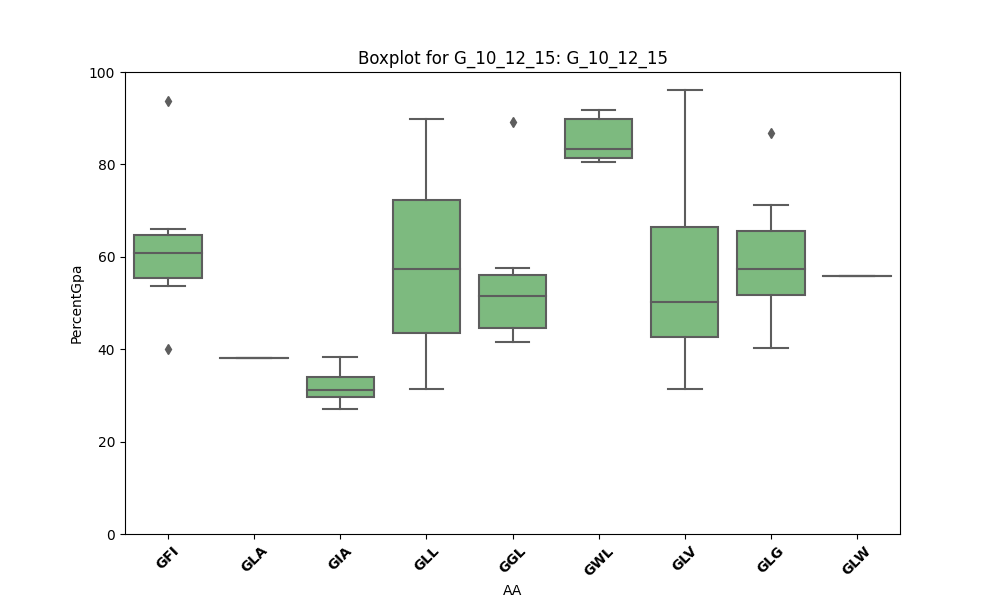 Boxplot for G_10_12_15: G_10_12_15
100
80
60
40
20
0
PercentGpa
GFI
GLA
GIA
GLL
GGL
GWL
GLV
GLG
GLW
AA